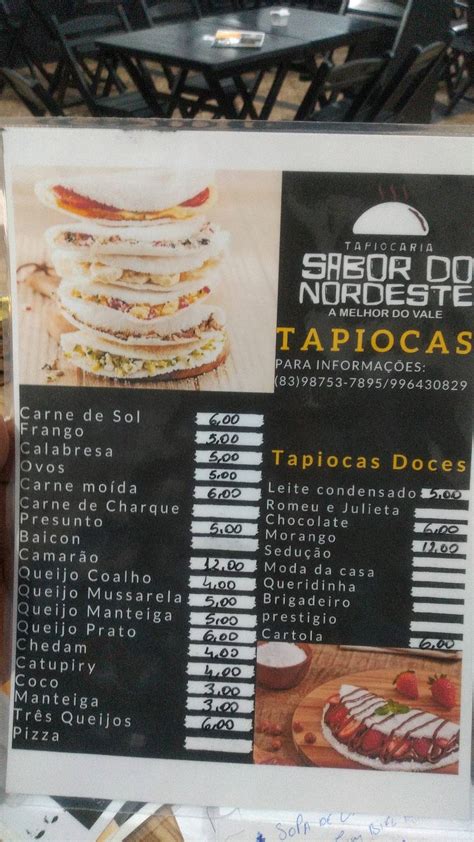 TAPIOCARIA
SABOR DO
NORDESTE
A MELHOR DO VALE
TAPIOCAS
PARA INFORMAÇÕES:
(83)98753-7895/996430829
Carne de Sol 6,00
Frango 5,00
Calabresa 5,00
Ovos 5,00
Carne moída 6,00
Carne de Charque
Presunto 5,00
Baicon
Camarão 12,00
Queijo Coalho 4,00
Queijo Mussarela 5,00
Queijo Manteiga 5,00
Queijo Prato 6,00
Chedam 4,00
Catupiry 4,00
Coco 3,00
Manteiga 3,00
Três Queijos 6,00
Pizza
Tapiocas Doces
Leite condensado 5,00
Romeu e Julieta
Chocolate 6,00
Morango 12,00
Sedução
Moda da casa
Queridinha
Brigadeiro
prestigio
Cartola 6,00
SOPA DE